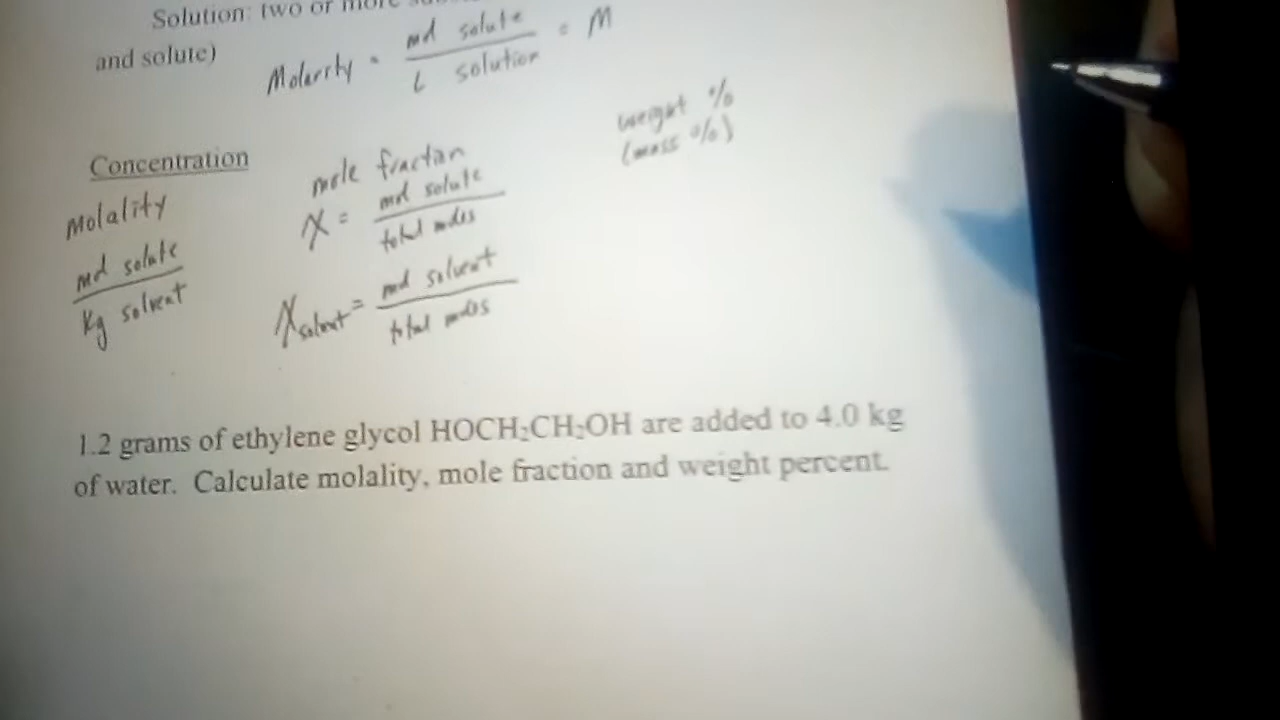 Solution: two or more
and solute)
Molarity = mol solute / L solution = M
weight %
(mass %)
Concentration
Molality
mol solute
kg solvent
mole fraction
X = mol solute / total moles
Xsolvent = mol solvent / total moles
1.2 grams of ethylene glycol HOCH₂CH₂OH are added to 4.0 kg
of water. Calculate molality, mole fraction and weight percent.